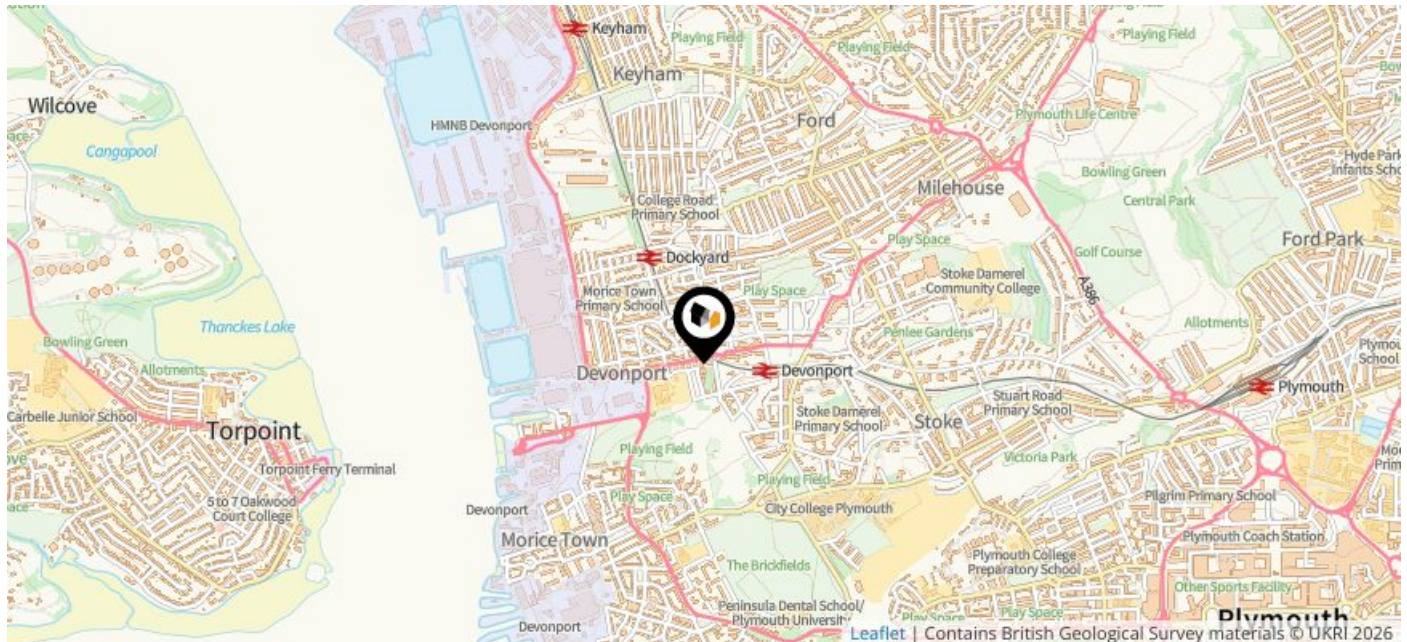 Keyham
Playing Field
Playing Field
Playing Field
Keyham
Wilcove
HMNB Devonport
Ford
Plymouth Life Centre
Cangapool
Hyde Park
Infants Scho
Milehouse
Bowling Green
College Road
Primary School
Central Park
Play Space
Ford Park
Dockyard
Golf Course
Stoke Damerel
Community College
A386
Morice Town
Primary School
Play Space
Thanckes Lake
Allotments
Penlee Gardens
Bowling Green
Plymou
School
Allotments
Devonport
Devonport
Plymouth
Stuart Road
Primary School
Carbelle Junior School
Stoke Damerel
Primary School
Stoke
Torpoint
Playing Field
Victoria Park
Torpoint Ferry Terminal
Playing Field
5 to 7 Oakwood
Court College
Play Space
Pilgrim Primary School
Devonport
City College Plymouth
Morice Town
Plymouth Coach Station
The Brickfields
Plymouth College
Preparatory School
Other Sports Facility
Peninsula Dental School/
Plymouth University
Play Space
Play Space
Plymouth
Devonport
Leaflet | Contains British Geological Survey materials © UKRI 2026